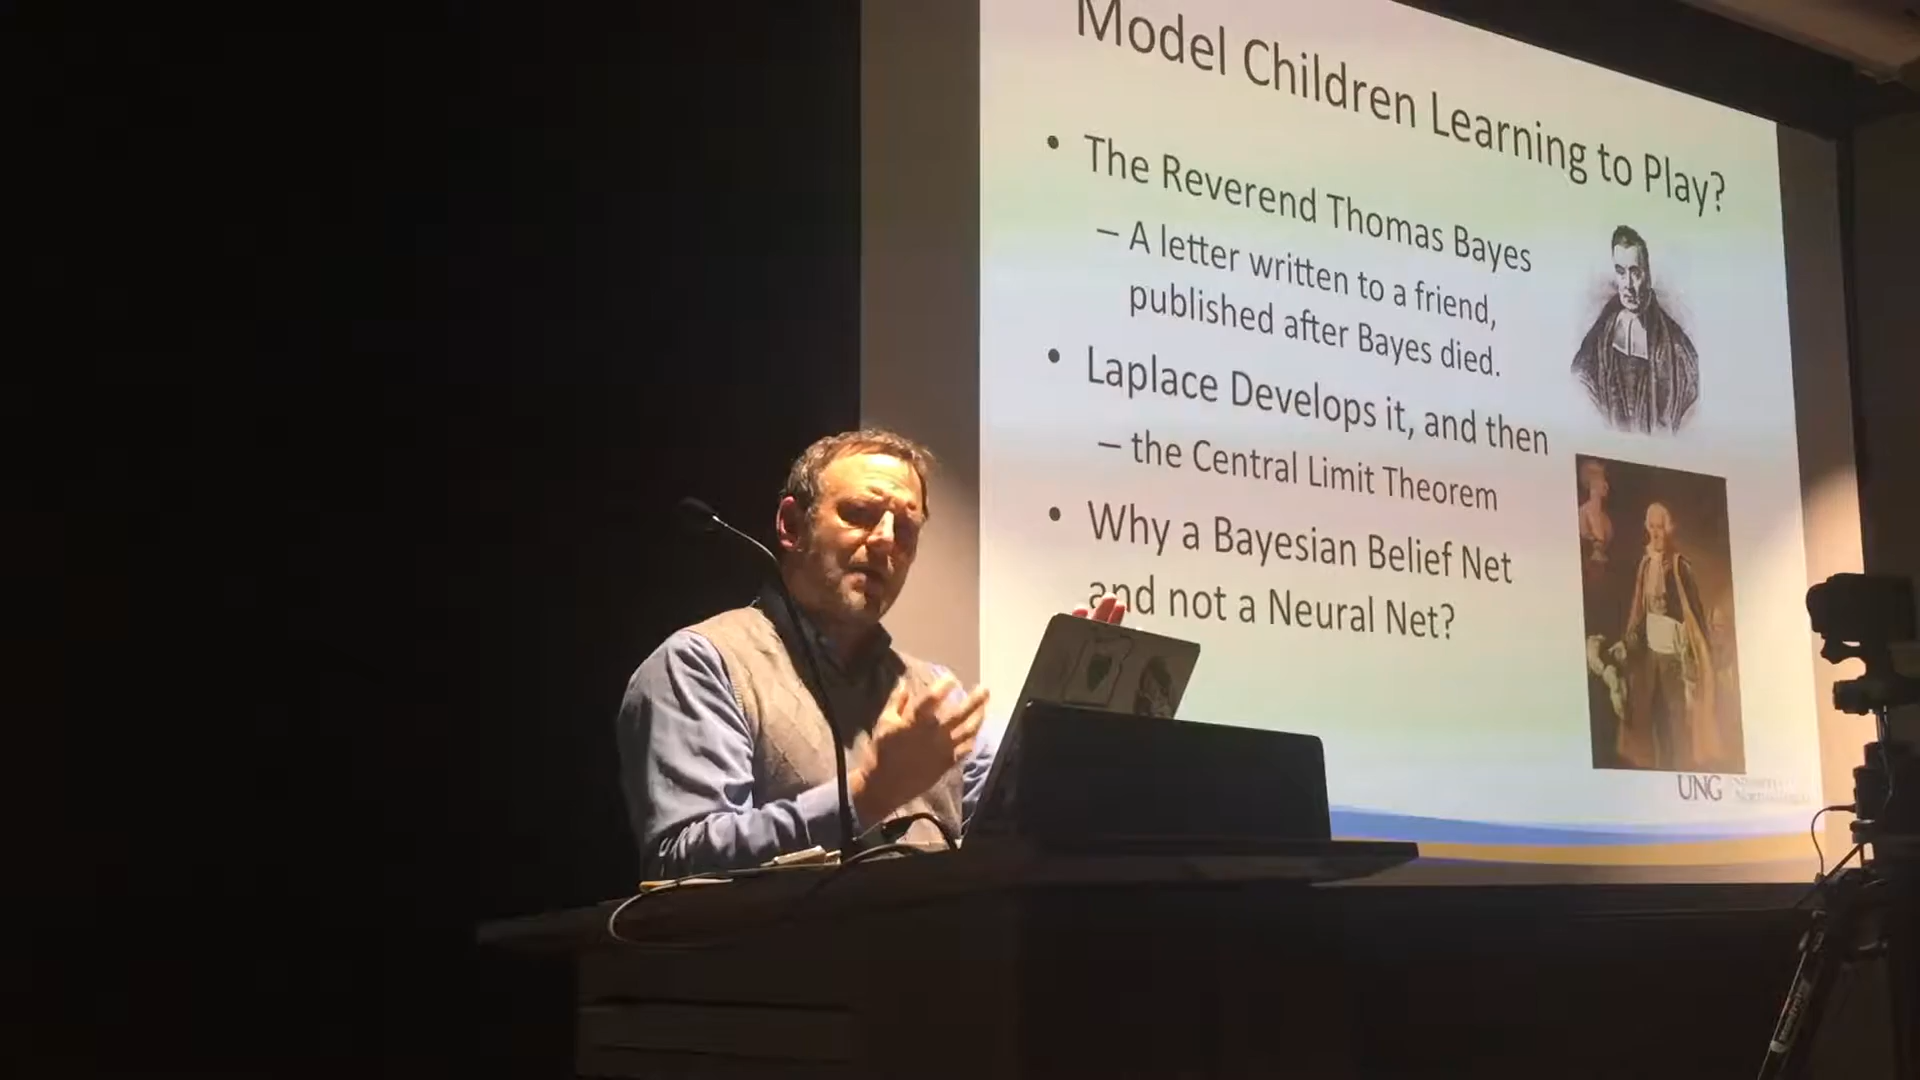 Model Children Learning to Play?
• The Reverend Thomas Bayes
– A letter written to a friend,
published after Bayes died.
• Laplace Develops it, and then
– the Central Limit Theorem
• Why a Bayesian Belief Net
and not a Neural Net?
UNG